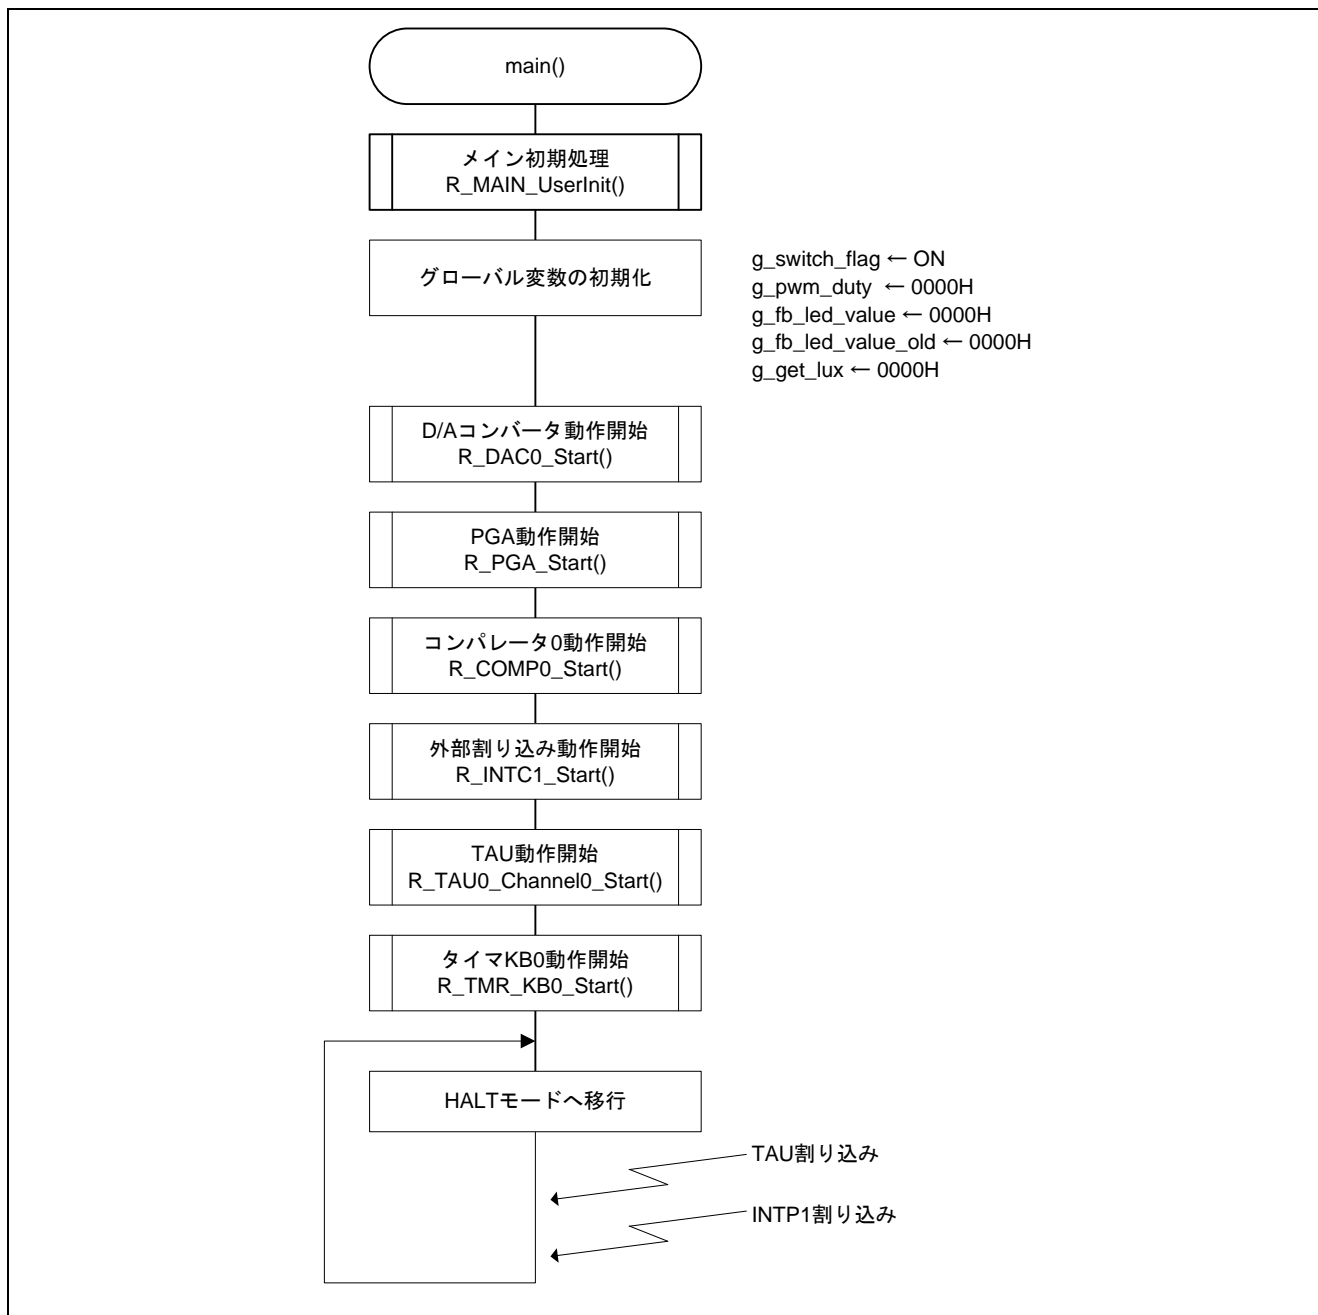 main()
メイン初期処理
R_MAIN_UserInit()
グローバル変数の初期化
g_switch_flag ← ON
g_pwm_duty ← 0000H
g_fb_led_value ← 0000H
g_fb_led_value_old ← 0000H
g_get_lux ← 0000H
D/Aコンバータ動作開始
R_DAC0_Start()
PGA動作開始
R_PGA_Start()
コンパレータ0動作開始
R_COMP0_Start()
外部割り込み動作開始
R_INTC1_Start()
TAU動作開始
R_TAU0_Channel0_Start()
タイマKB0動作開始
R_TMR_KB0_Start()
HALTモードへ移行
TAU割り込み
INTP1割り込み